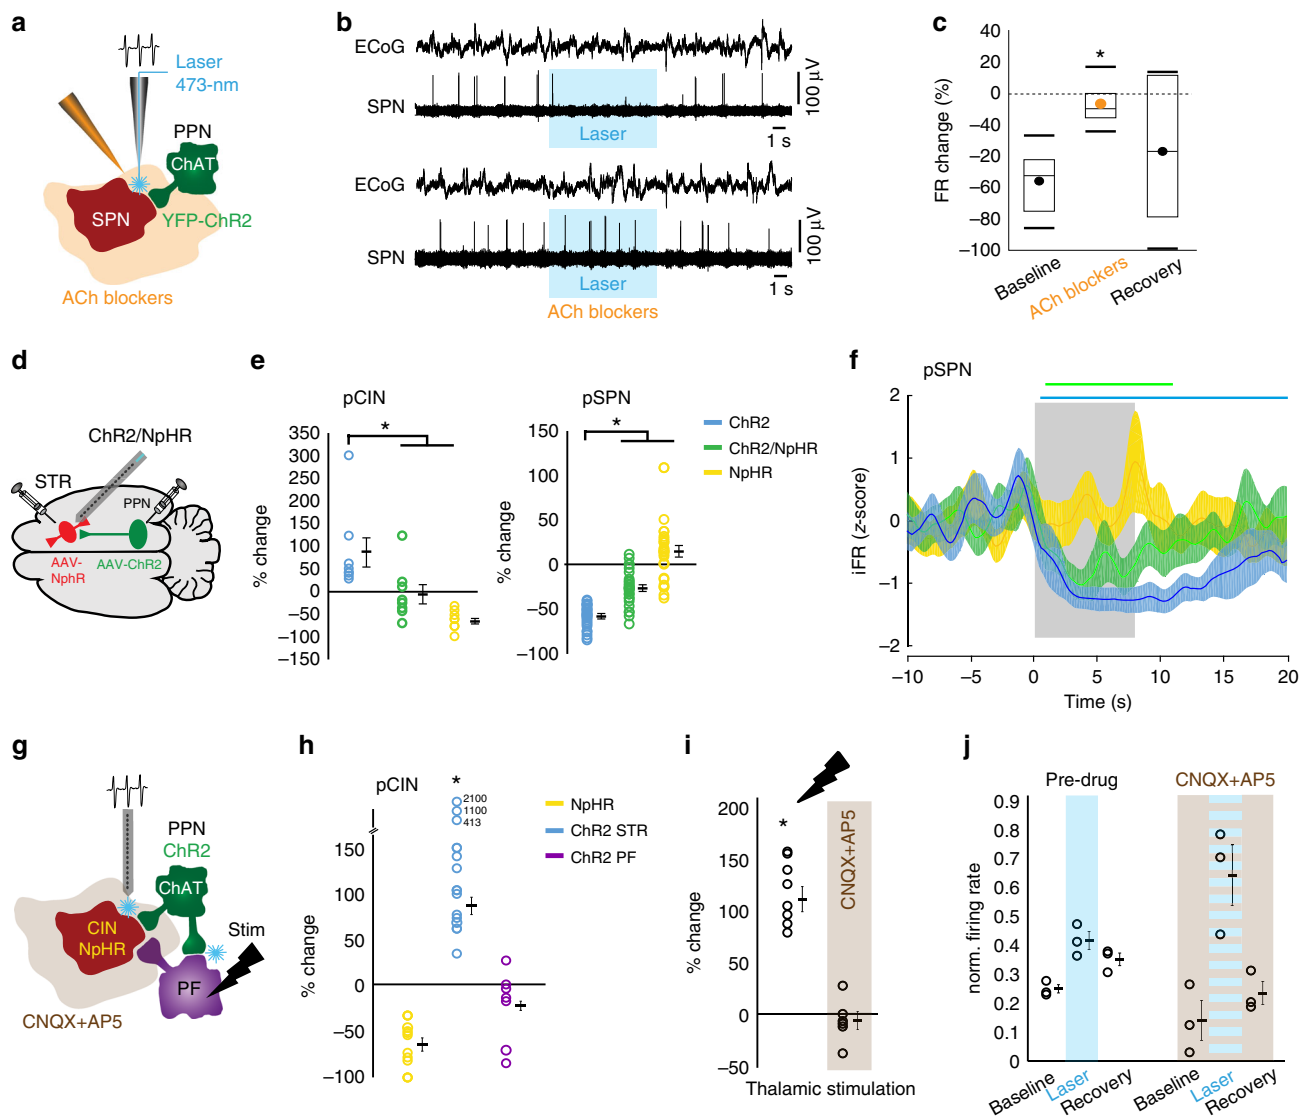 a
Laser
473-nm
PPN
ChAT
SPN
YFP-ChR2
ACh blockers
b
ECoG
SPN
Laser
100 µV
1 s
ECoG
SPN
Laser
100 µV
1 s
ACh blockers
c
FR change (%)
40
20
0
–40
–20
–60
–80
–100
Baseline
ACh blockers
Recovery
d
ChR2/NpHR
STR
PPN
AAV-
NphR
AAV-ChR2
e
pCIN
% change
350
300
250
200
150
100
50
0
–50
–100
–150
*
pSPN
% change
150
100
50
0
–50
–100
*
ChR2
ChR2/NpHR
NpHR
f
pSPN
iFR (z-score)
2
1
0
–1
–2
–10
–5
0
5
10
15
20
Time (s)
g
PPN
ChR2
ChAT
CIN
NpHR
Stim
PF
CNQX+AP5
h
pCIN
*
2100
1100
413
% change
150
100
50
0
–50
–100
NpHR
ChR2 STR
ChR2 PF
i
% change
200
150
100
50
0
–50
*
CNQX+AP5
Thalamic stimulation
j
Pre-drug
CNQX+AP5
norm. firing rate
0.9
0.8
0.7
0.6
0.5
0.4
0.3
0.2
0.1
0
Baseline
Laser
Recovery
Baseline
Laser
Recovery